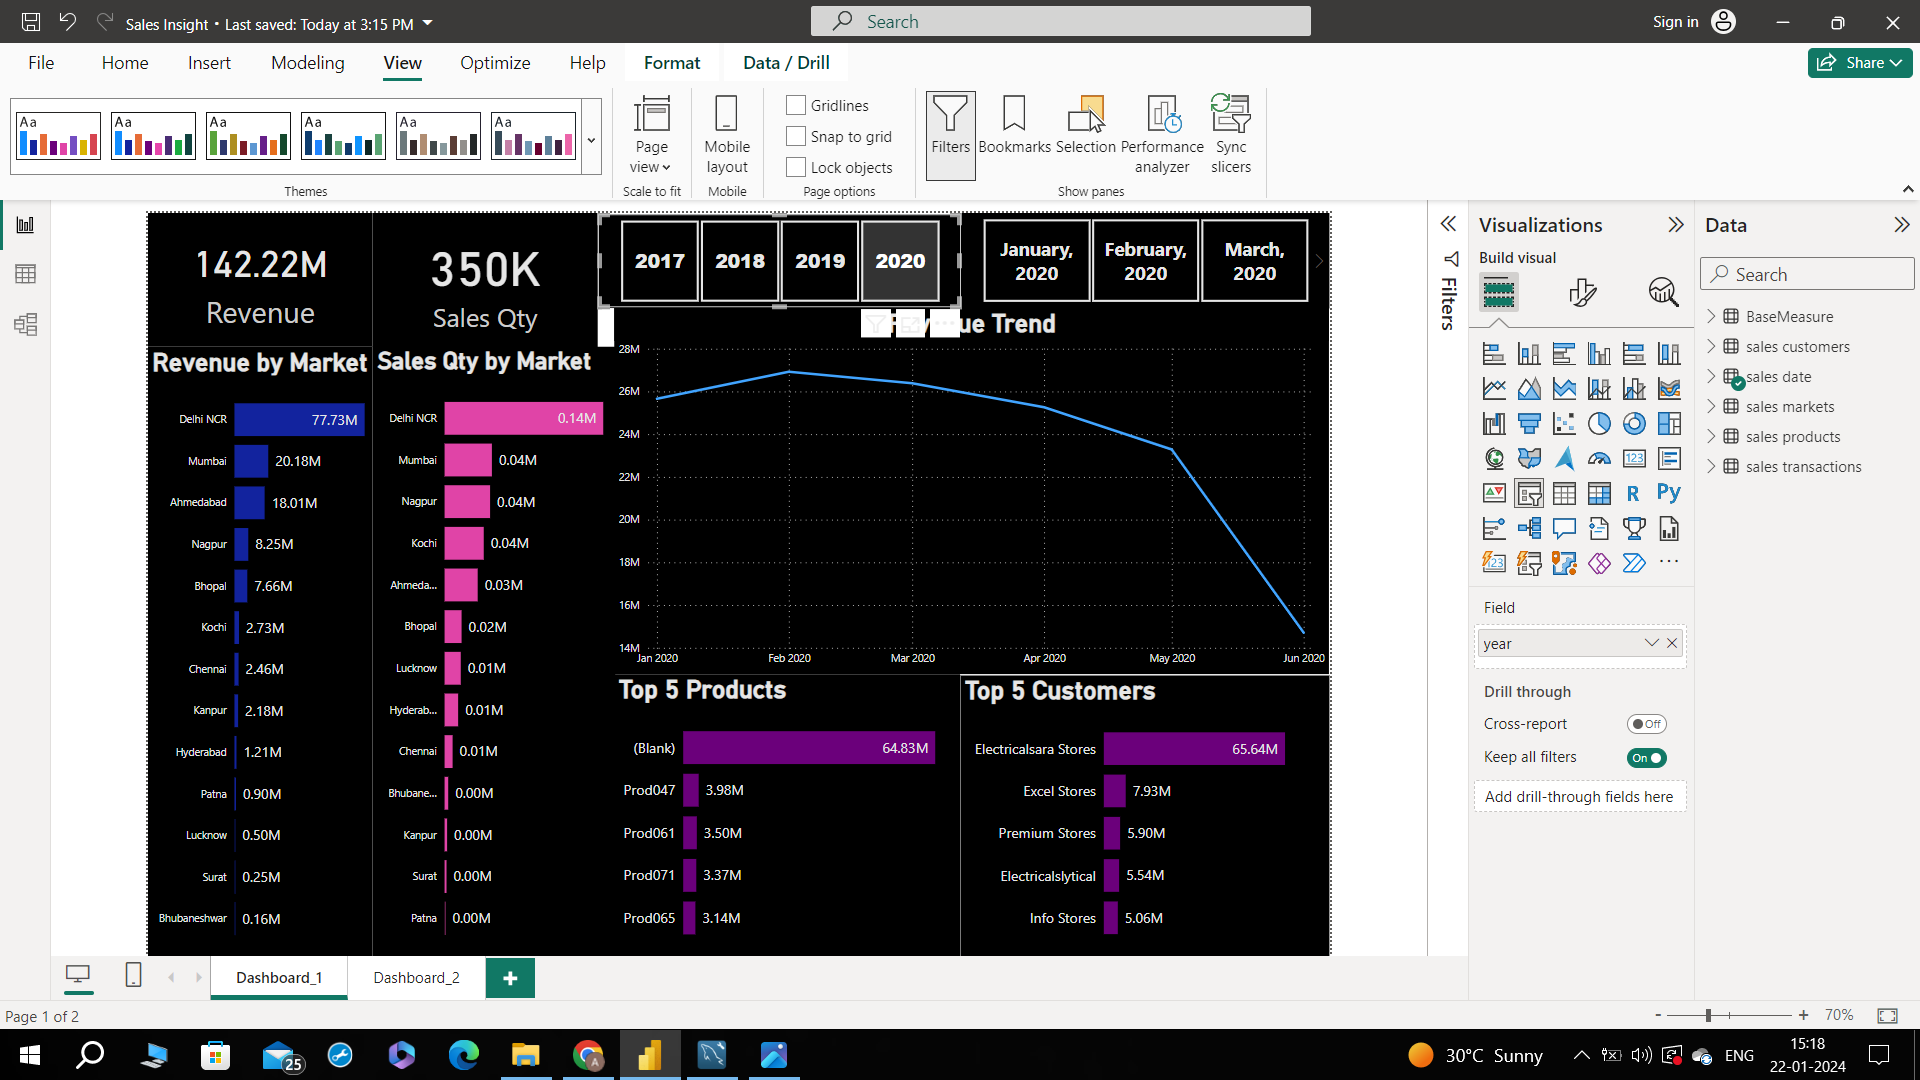 Sales Insight • Last saved: Today at 3:15 PM
Search
Sign in
File
Home
Insert
Modeling
View
Optimize
Help
Format
Data / Drill
Share
Aa
Aa
Aa
Aa
Aa
Aa
Themes
Page view
Scale to fit
Mobile layout
Mobile
Gridlines
Snap to grid
Lock objects
Page options
Filters
Bookmarks
Selection
Performance analyzer
Sync slicers
Show panes
142.22M
Revenue
350K
Sales Qty
2017
2018
2019
2020
January, 2020
February, 2020
March, 2020
Revenue by Market
Delhi NCR 77.73M
Mumbai 20.18M
Ahmedabad 18.01M
Nagpur 8.25M
Bhopal 7.66M
Kochi 2.73M
Chennai 2.46M
Kanpur 2.18M
Hyderabad 1.21M
Patna 0.90M
Lucknow 0.50M
Surat 0.25M
Bhubaneshwar 0.16M
Sales Qty by Market
Delhi NCR 0.14M
Mumbai 0.04M
Nagpur 0.04M
Kochi 0.04M
Ahmeda... 0.03M
Bhopal 0.02M
Lucknow 0.01M
Hyderab... 0.01M
Chennai 0.01M
Bhubane... 0.00M
Kanpur 0.00M
Surat 0.00M
Patna 0.00M
ue Trend
28M
26M
24M
22M
20M
18M
16M
14M
Jan 2020
Feb 2020
Mar 2020
Apr 2020
May 2020
Jun 2020
Top 5 Products
(Blank) 64.83M
Prod047 3.98M
Prod061 3.50M
Prod071 3.37M
Prod065 3.14M
Top 5 Customers
Electricalsara Stores 65.64M
Excel Stores 7.93M
Premium Stores 5.90M
Electricalslytical 5.54M
Info Stores 5.06M
Filters
Visualizations
Build visual
123
R
Py
123
Field
year
Drill through
Cross-report
Off
Keep all filters
On
Add drill-through fields here
Data
Search
BaseMeasure
sales customers
sales date
sales markets
sales products
sales transactions
Dashboard_1
Dashboard_2
+
Page 1 of 2
- + 70%
25
A
30°C Sunny
ENG
15:18
22-01-2024